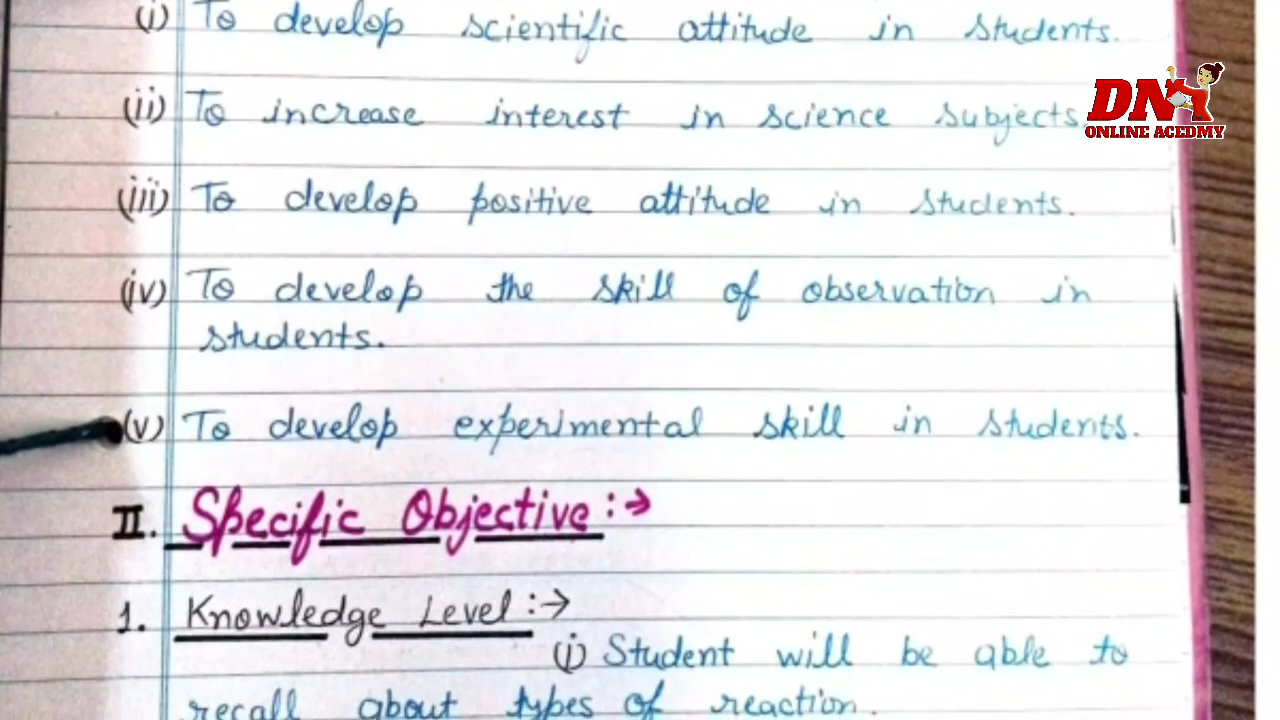 (i) To develop scientific attitude in students.
(ii) To increase interest in science subjects.
DNA
ONLINE ACEDMY
(iii) To develop positive attitude in students.
(iv) To develop the skill of observation in
students.
(v) To develop experimental skill in students.
II. Specific Objective :→
1. Knowledge Level :→
(i) Student will be able to
recall about types of reaction.